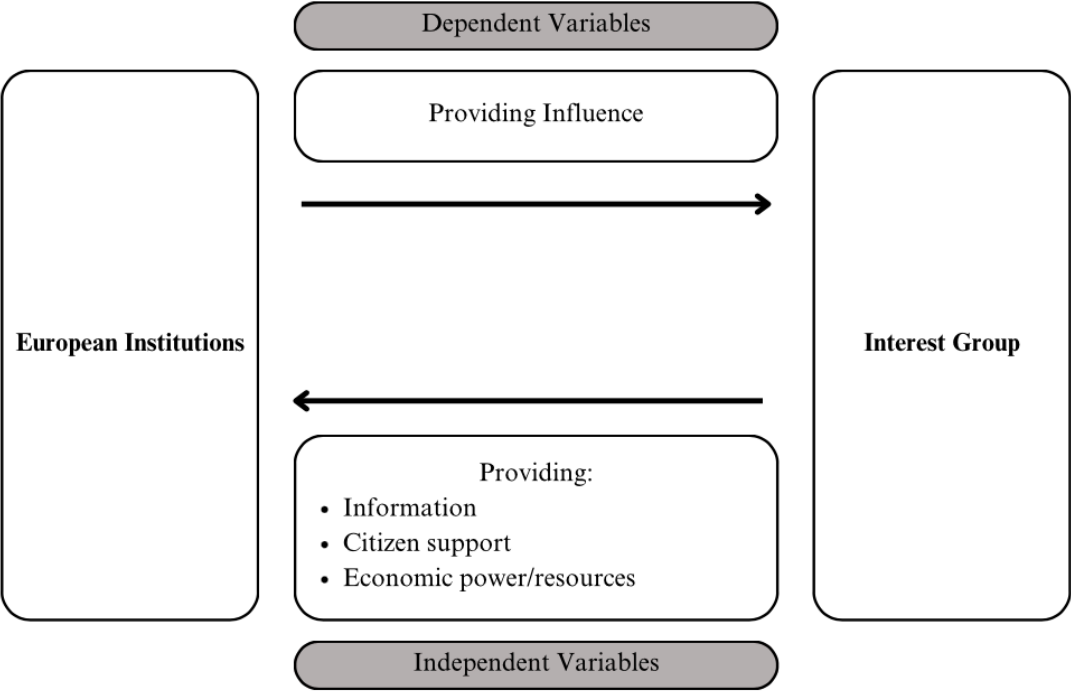 Dependent Variables
Providing Influence
European Institutions
Interest Group
Providing:
• Information
• Citizen support
• Economic power/resources
Independent Variables